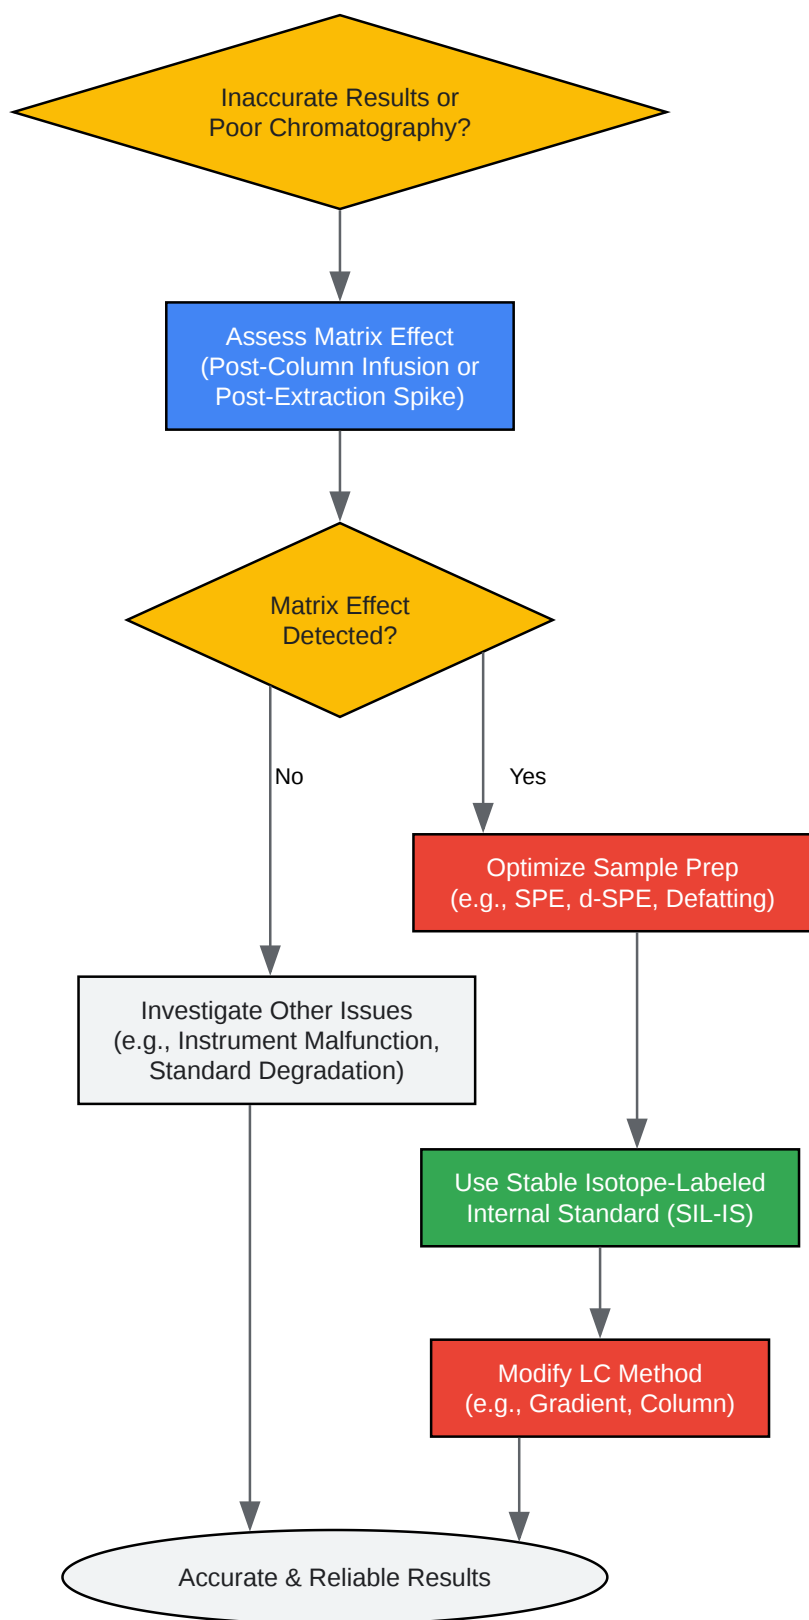 Inaccurate Results or
Poor Chromatography?
Assess Matrix Effect
(Post-Column Infusion or
Post-Extraction Spike)
Matrix Effect
Detected?
No
Yes
Optimize Sample Prep
(e.g., SPE, d-SPE, Defatting)
Investigate Other Issues
(e.g., Instrument Malfunction,
Standard Degradation)
Use Stable Isotope-Labeled
Internal Standard (SIL-IS)
Modify LC Method
(e.g., Gradient, Column)
Accurate & Reliable Results